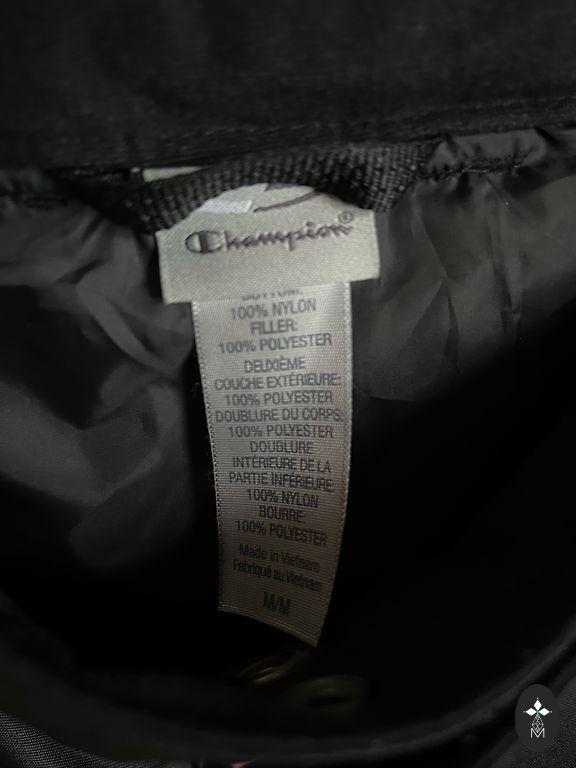 Champion®
BOTTOM:
100% NYLON
FILLER:
100% POLYESTER
DEUXIÈME
COUCHE EXTÉRIEURE:
100% POLYESTER
DOUBLURE DU CORPS:
100% POLYESTER
DOUBLURE
INTÉRIEURE DE LA
PARTIE INFÉRIEURE:
100% NYLON
BOURRE:
100% POLYESTER
Made in Vietnam
Fabriqué au Vietnam
M/M
M